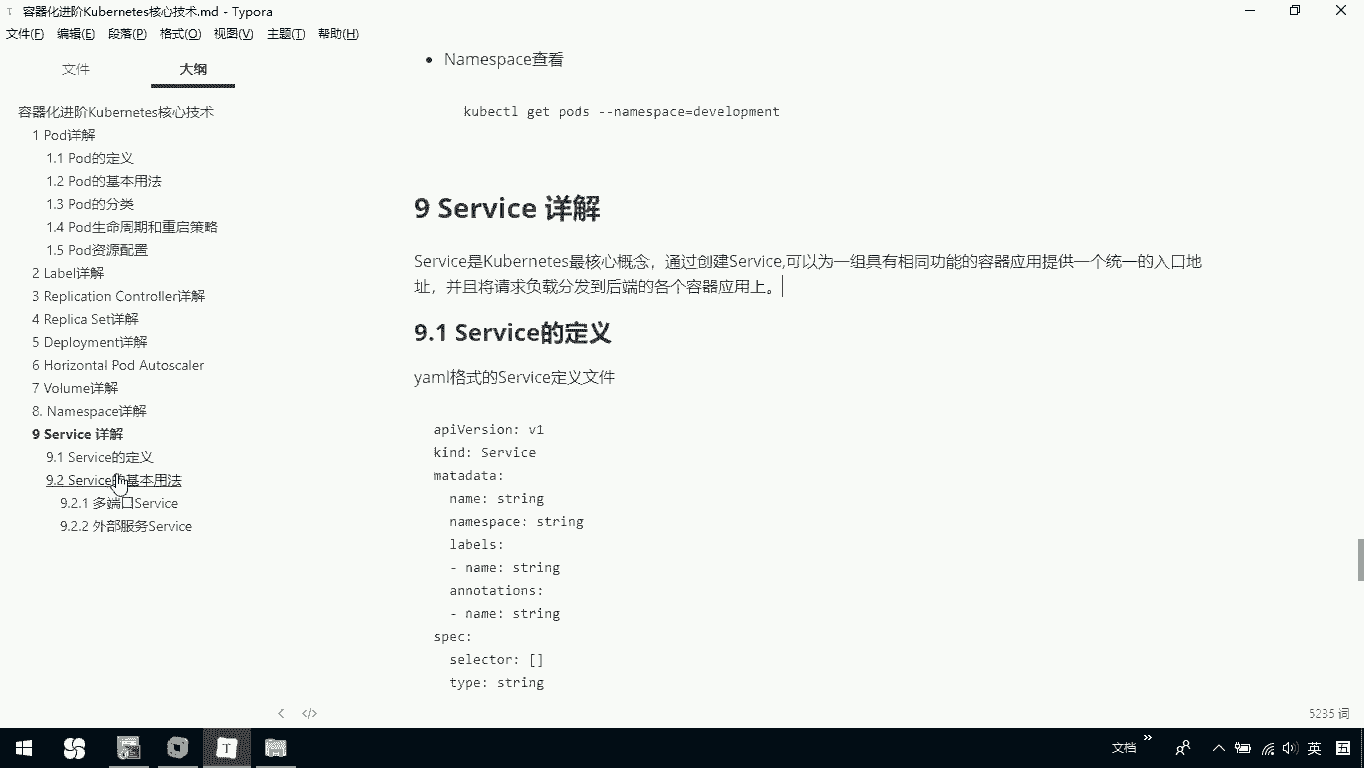 容器化进阶Kubernetes核心技术.md - Typora
文件(F) 编辑(E) 段落(P) 格式(O) 视图(V) 主题(T) 帮助(H)
文件 大纲
容器化进阶Kubernetes核心技术
1 Pod详解
1.1 Pod的定义
1.2 Pod的基本用法
1.3 Pod的分类
1.4 Pod生命周期和重启策略
1.5 Pod资源配置
2 Label详解
3 Replication Controller详解
4 Replica Set详解
5 Deployment详解
6 Horizontal Pod Autoscaler
7 Volume详解
8. Namespace详解
9 Service 详解
9.1 Service的定义
9.2 Service的基本用法
9.2.1 多端口Service
9.2.2 外部服务Service
Namespace查看
kubectl get pods --namespace=development
9 Service 详解
Service是Kubernetes最核心概念，通过创建Service,可以为一组具有相同功能的容器应用提供一个统一的入口地
址，并且将请求负载分发到后端的各个容器应用上。
9.1 Service的定义
yaml格式的Service定义文件
apiVersion: v1
kind: Service
matadata:
name: string
namespace: string
labels:
- name: string
annotations:
- name: string
spec:
selector: []
type: string
5235 词
文档 英 五